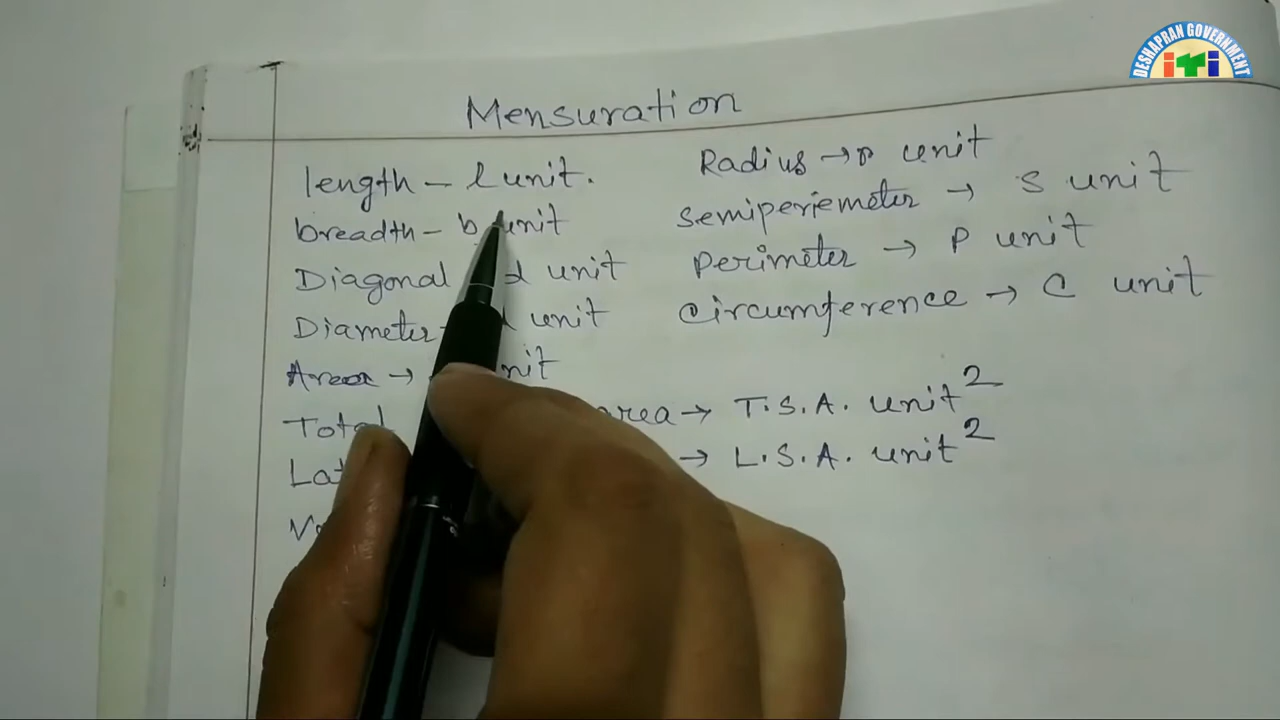 DESHAPRAN GOVERNMENT
iTi
Mensuration
length – l unit.
breadth – b unit
Diagonal d unit
Diameter- unit
Area →
Total area → T.S.A. unit²
→ L.S.A. unit²
Radius → r unit
semiperiemeter → s unit
perimeter → P unit
Circumference → C unit